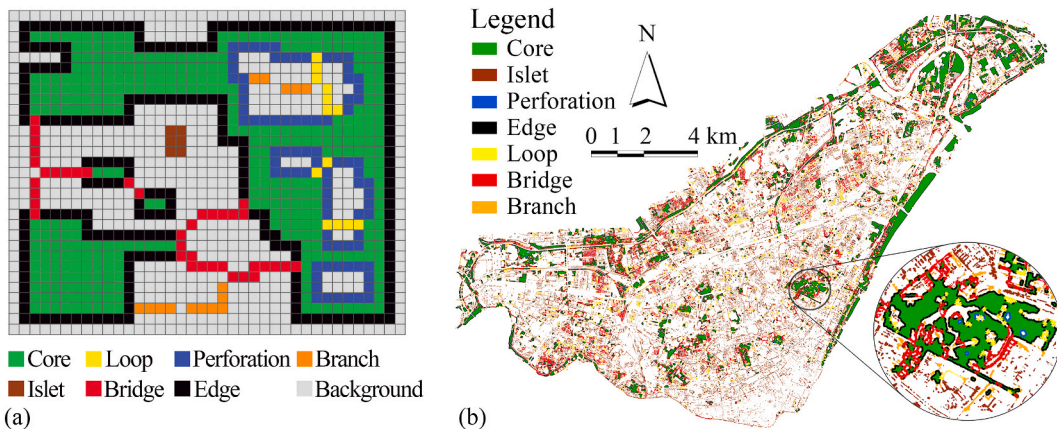 Core Loop Perforation Branch
Islet Bridge Edge Background
(a)
Legend
Core
Islet
Perforation
Edge
Loop
Bridge
Branch
N
0 1 2 4 km
(b)